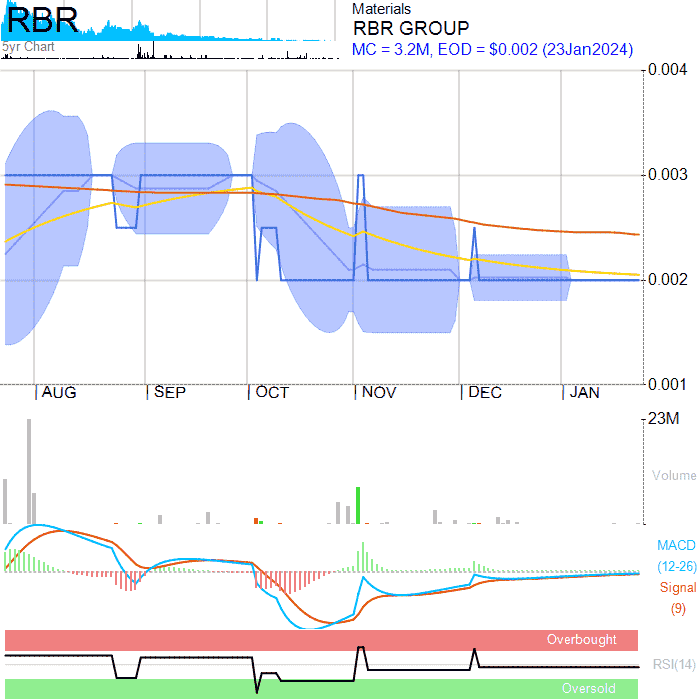 RBR
5yr Chart
Materials
RBR GROUP
MC = 3.2M, EOD = $0.002 (23Jan2024)
0.004
0.003
0.002
0.001
AUG SEP OCT NOV DEC JAN
23M
Volume
MACD
(12-26)
Signal
(9)
Overbought
RSI(14)
Oversold